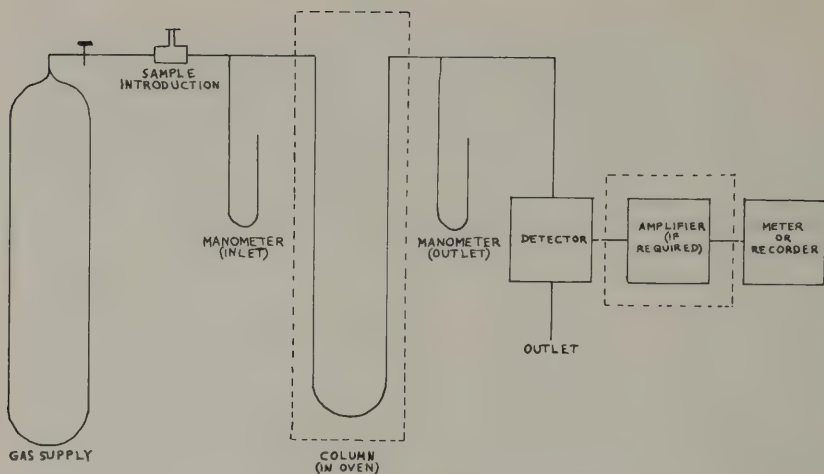 SAMPLE
INTRODUCTION
MANOMETER
(INLET)
MANOMETER
(OUTLET)
DETECTOR
AMPLIFIER
(IF
REQUIRED)
METER
OR
RECORDER
OUTLET
GAS SUPPLY
COLUMN
(IN OVEN)